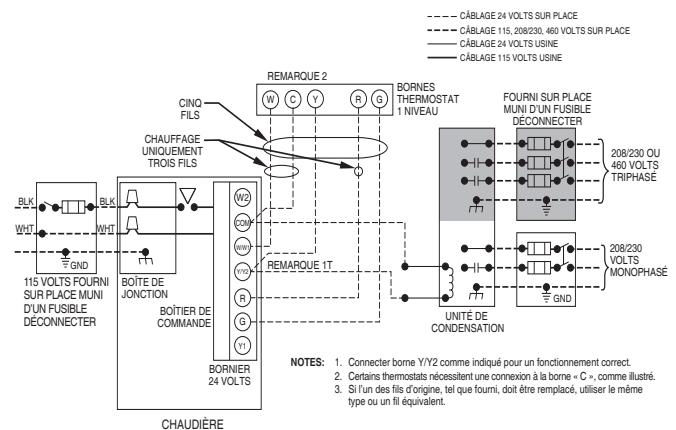 CÂBLAGE 24 VOLTS SUR PLACE
CÂBLAGE 115, 208/230, 460 VOLTS SUR PLACE
CÂBLAGE 24 VOLTS USINE
CÂBLAGE 115 VOLTS USINE
REMARQUE 2
W C Y R G
BORNES
THERMOSTAT
1 NIVEAU
CINQ
FILS
CHAUFFAGE
UNIQUEMENT
TROIS FILS
FOURNI SUR PLACE
MUNI D'UN FUSIBLE
DÉCONNECTER
208/230 OU
460 VOLTS
TRIPHASÉ
BLK
BLK
WHT
WHT
GND
115 VOLTS FOURNI
SUR PLACE MUNI
D'UN FUSIBLE
DÉCONNECTER
BOÎTE DE
JONCTION
BOÎTIER DE
COMMANDE
W2
COM
W/W1
Y/Y2
R
G
Y1
REMARQUE 1T
BORNIER
24 VOLTS
CHAUDIÈRE
208/230
VOLTS
MONOPHASÉ
GND
UNITÉ DE
CONDENSATION
NOTES: 1. Connecter borne Y/Y2 comme indiqué pour un fonctionnement correct.
2. Certains thermostats nécessitent une connexion à la borne « C », comme illustré.
3. Si l'un des fils d'origine, tel que fourni, doit être remplacé, utiliser le même
type ou un fil équivalent.